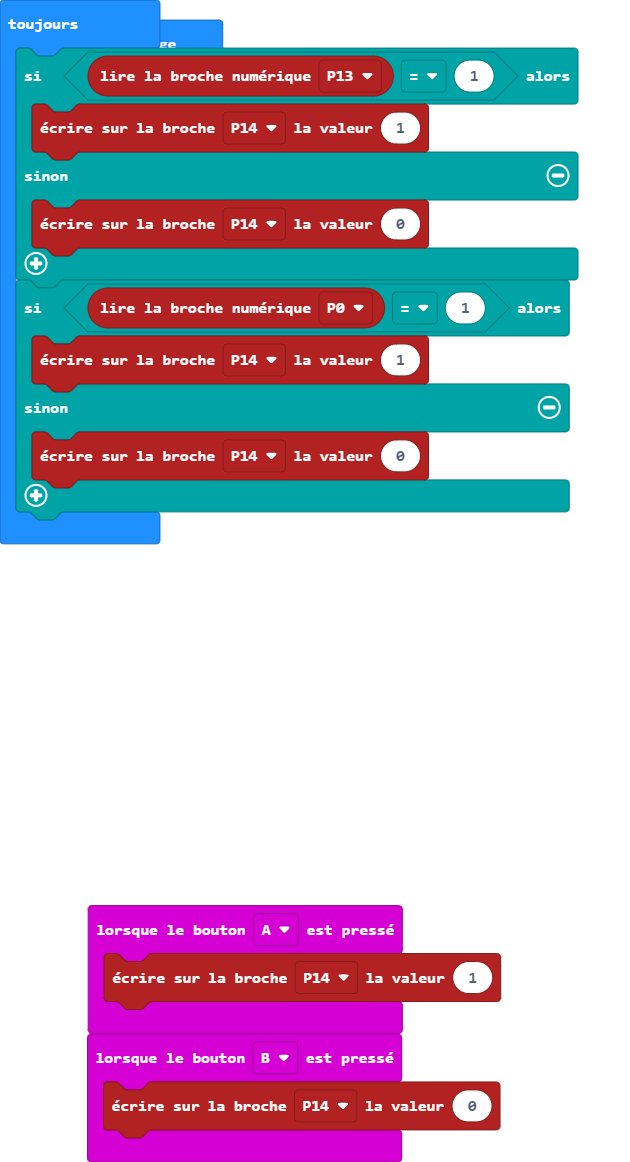 toujours
ge
si lire la broche numérique P13 = 1 alors
écrire sur la broche P14 la valeur 1
sinon
écrire sur la broche P14 la valeur 0
si lire la broche numérique P0 = 1 alors
écrire sur la broche P14 la valeur 1
sinon
écrire sur la broche P14 la valeur 0
lorsque le bouton A est pressé
écrire sur la broche P14 la valeur 1
lorsque le bouton B est pressé
écrire sur la broche P14 la valeur 0